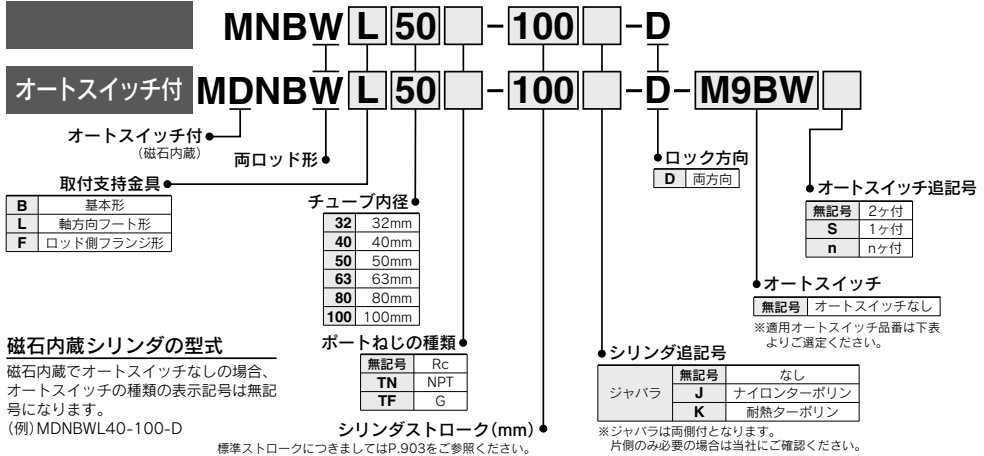 MNBWL50-100-D
オートスイッチ付 MDNBWL50-100-D-M9BW
オートスイッチ付
(磁石内蔵)
両ロッド形
ロック方向
D 両方向
取付支持金具
B 基本形
L 軸方向フート形
F ロッド側フランジ形
チューブ内径
32 32mm
40 40mm
50 50mm
63 63mm
80 80mm
100 100mm
オートスイッチ追記号
無記号 2ヶ付
S 1ヶ付
n nヶ付
オートスイッチ
無記号 オートスイッチなし
※適用オートスイッチ品番は下表
よりご選定ください。
磁石内蔵シリンダの型式
磁石内蔵でオートスイッチなしの場合、
オートスイッチの種類の表示記号は無記
号になります。
(例)MDNBWL40-100-D
ポートねじの種類
無記号 Rc
TN NPT
TF G
シリンダストローク(mm)
標準ストロークにつきましてはP.903をご参照ください。
シリンダ追記号
ジャバラ
無記号 なし
J ナイロンターポリン
K 耐熱ターポリン
※ジャバラは両側付となります。
片側のみ必要の場合は当社にご確認ください。